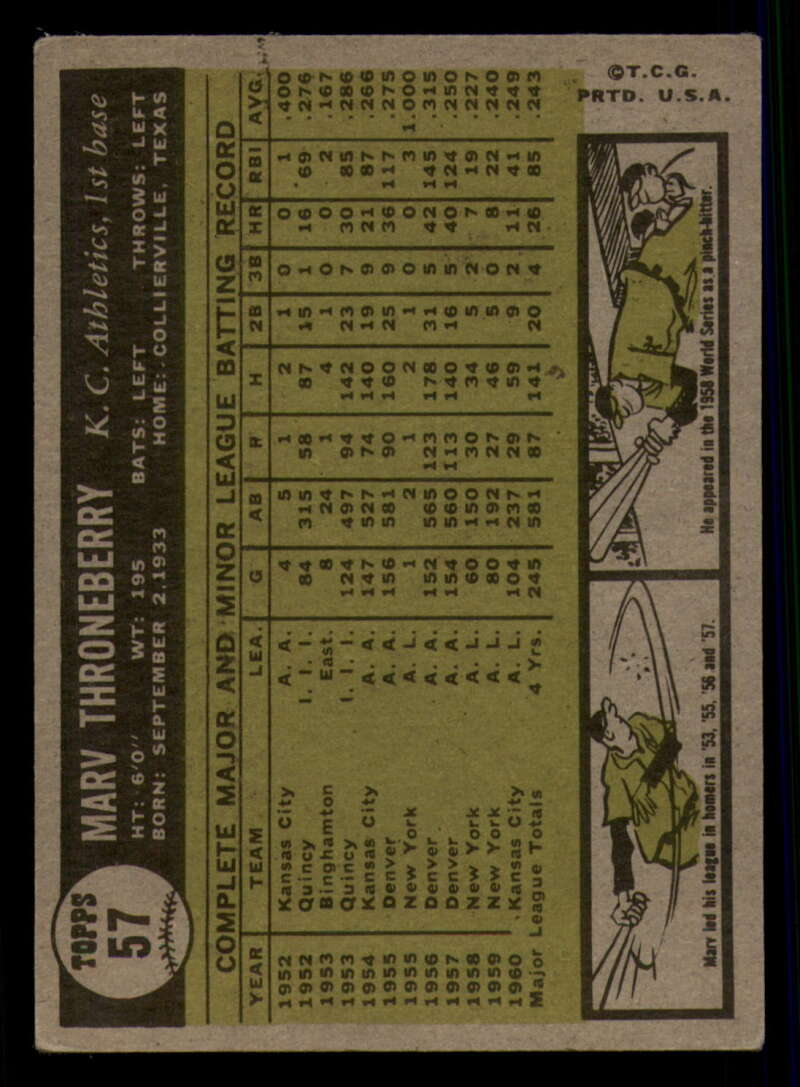 TOPPS
57
MARV THRONEBERRY K. C. Athletics, 1st base
HT: 6'0" WT: 195 BATS: LEFT THROWS: LEFT
BORN: SEPTEMBER 2, 1933 HOME: COLLIERVILLE, TEXAS
COMPLETE MAJOR AND MINOR LEAGUE BATTING RECORD
YEAR TEAM LEA. G AB R H 2B 3B HR RBI AVG.
1952 Kansas City A. A. 4 5 1 2 1 0 0 1 .400
1952 Quincy I. I. I. 84 315 58 87 15 1 16 69 .276
1953 Binghamton East. 8 24 1 4 1 0 0 2 .167
1953 Quincy I. I. I. 124 497 94 142 23 7 30 85 .286
1954 Kansas City A. A. 147 527 74 140 19 9 21 87 .266
1955 Denver A. A. 156 581 90 160 25 9 36 117 .275
1955 New York A. L. 1 2 1 2 1 0 0 3 1.000
1956 Denver A. A. 152 565 123 178 31 5 42 145 .315
1957 Denver A. A. 154 560 113 140 16 5 40 124 .250
1958 New York A. L. 60 150 30 34 5 2 7 19 .227
1959 New York A. L. 80 192 27 46 5 0 8 22 .240
1960 Kansas City A. L. 104 237 29 59 9 2 11 41 .249
Major League Totals 4 Yrs. 245 581 87 141 20 4 26 85 .243
Marv led his league in homers in '53, '55, '56 and '57.
He appeared in the 1958 World Series as a pinch-hitter.
©T.C.G.
PRTD. U.S.A.